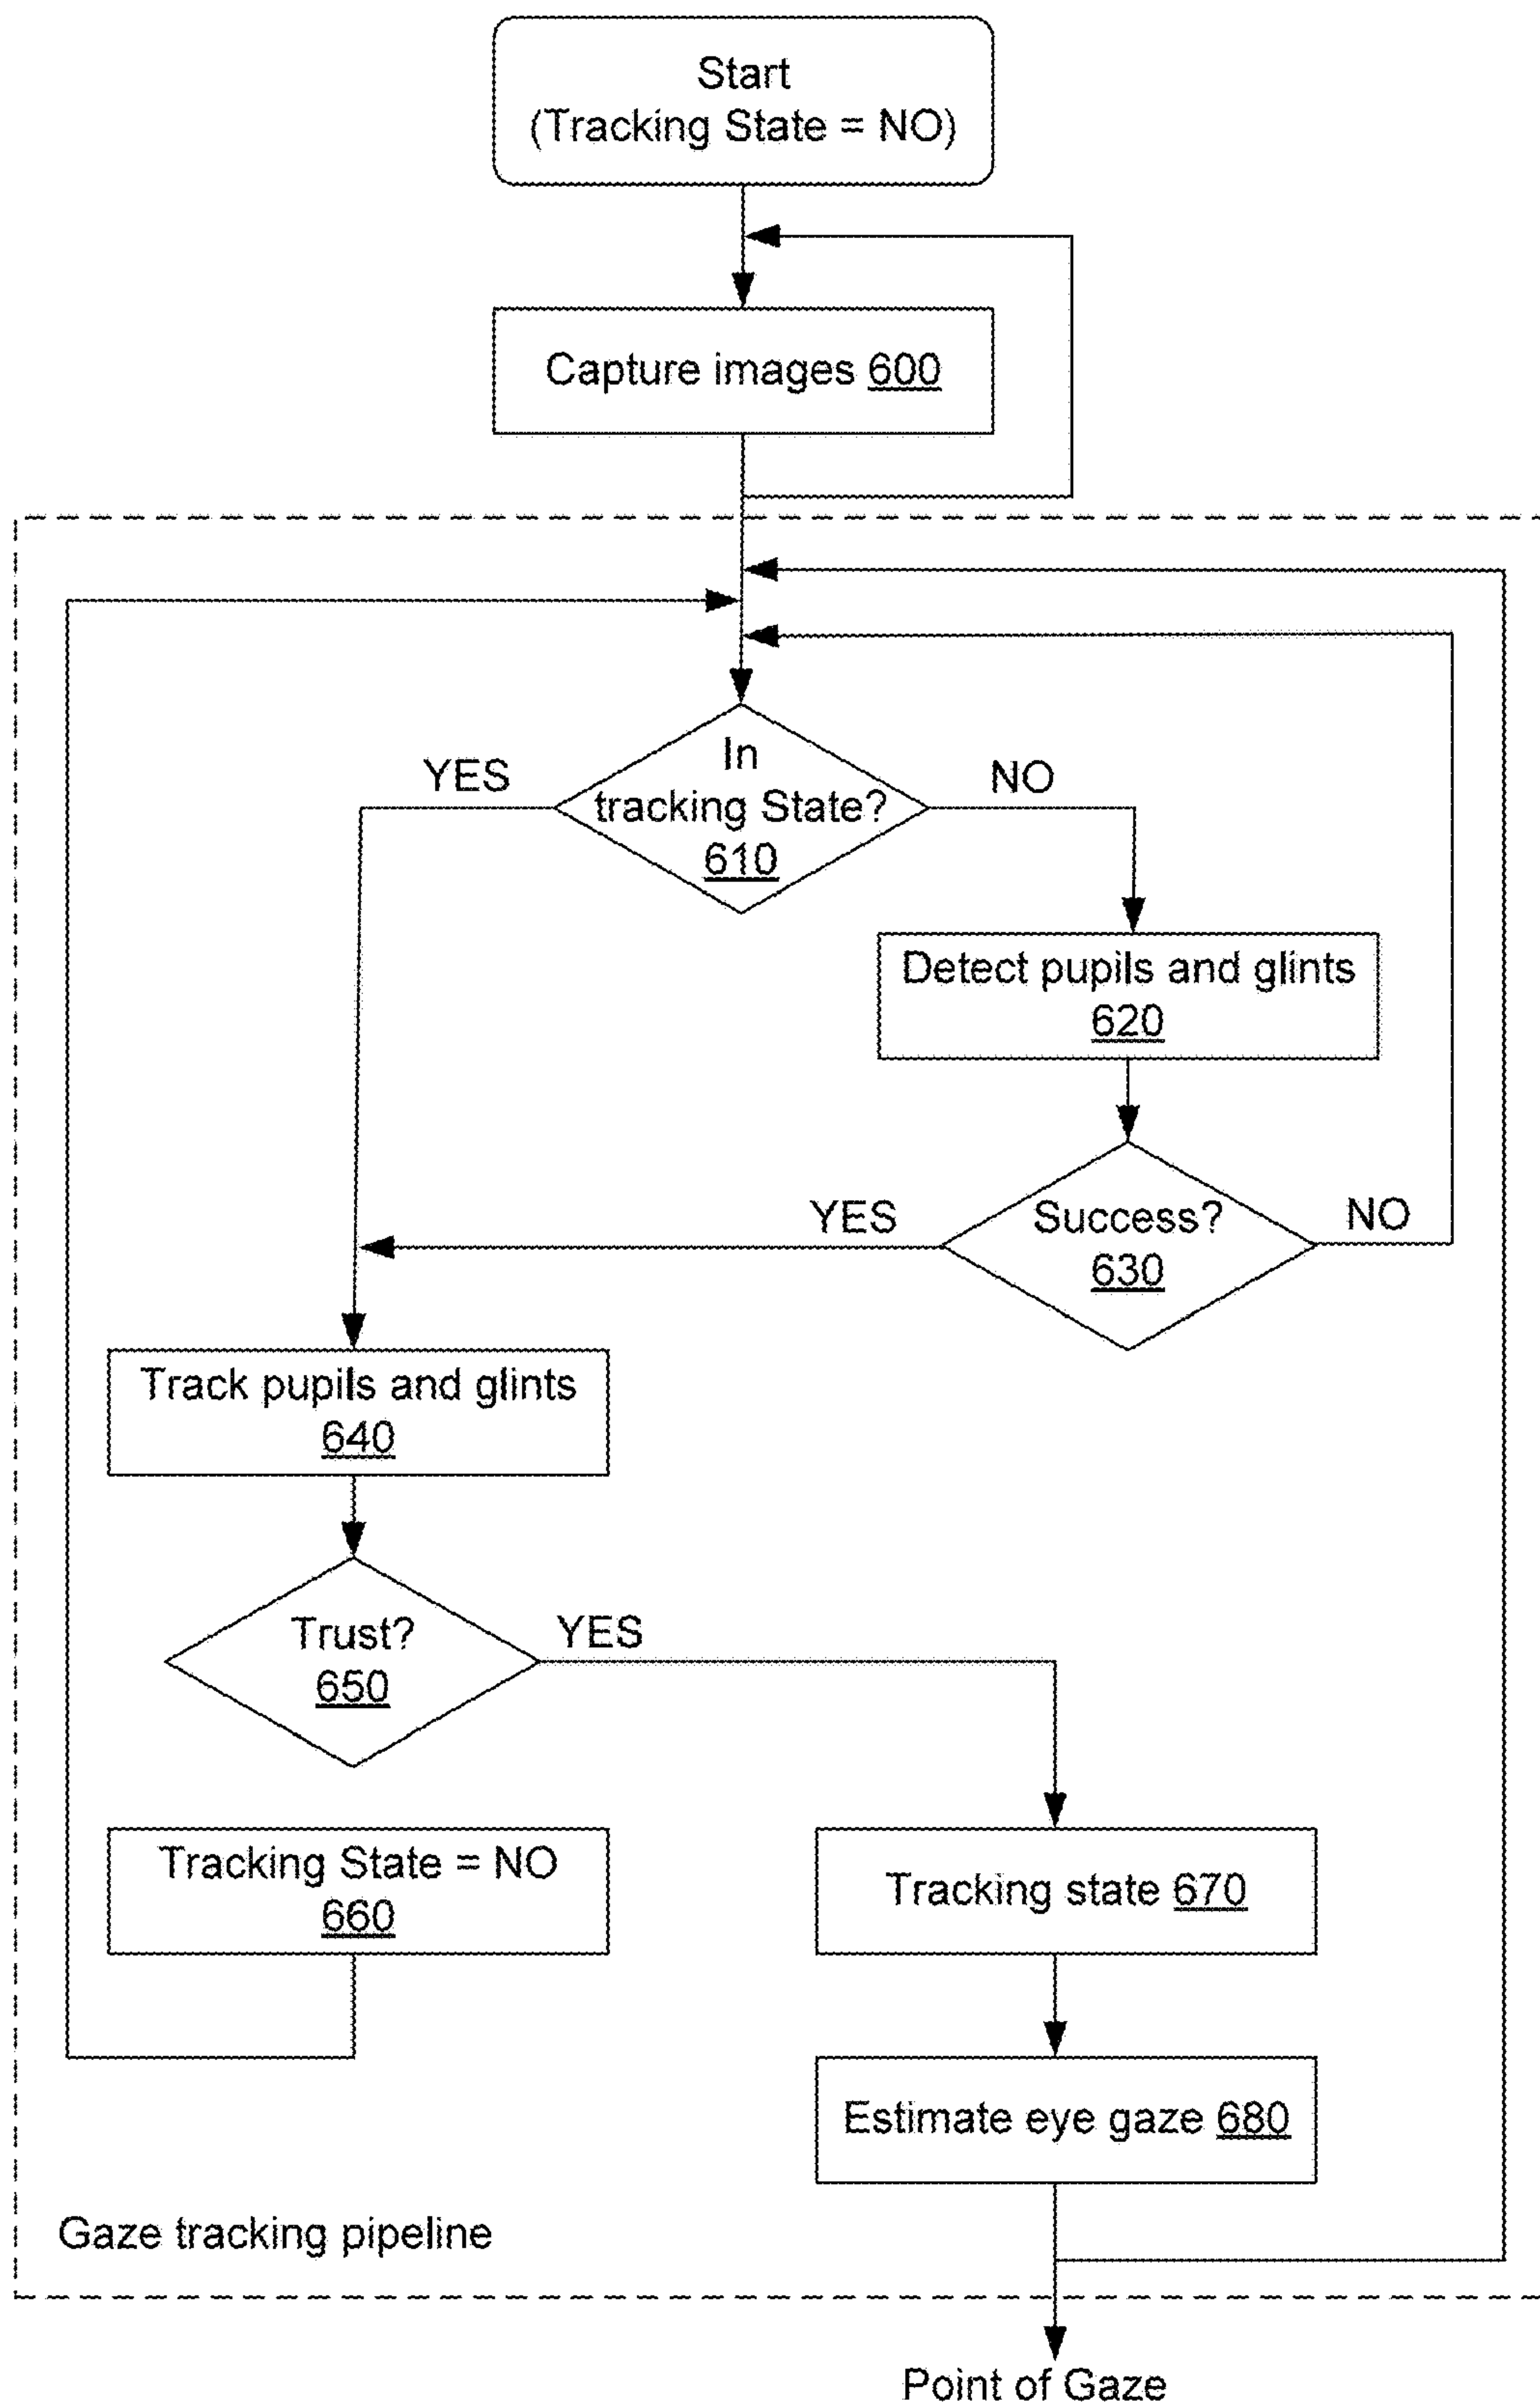 Start
(Tracking State = NO)
Capture images 600
In
YES
NO
tracking State?
610
Detect pupils and glints
620
YES
Success?
NO
630
Track pupils and glints
640
Trust?
YES
650
Tracking State = NO
660
Tracking state 670
Estimate eye gaze 680
Gaze tracking pipeline
Point of Gaze